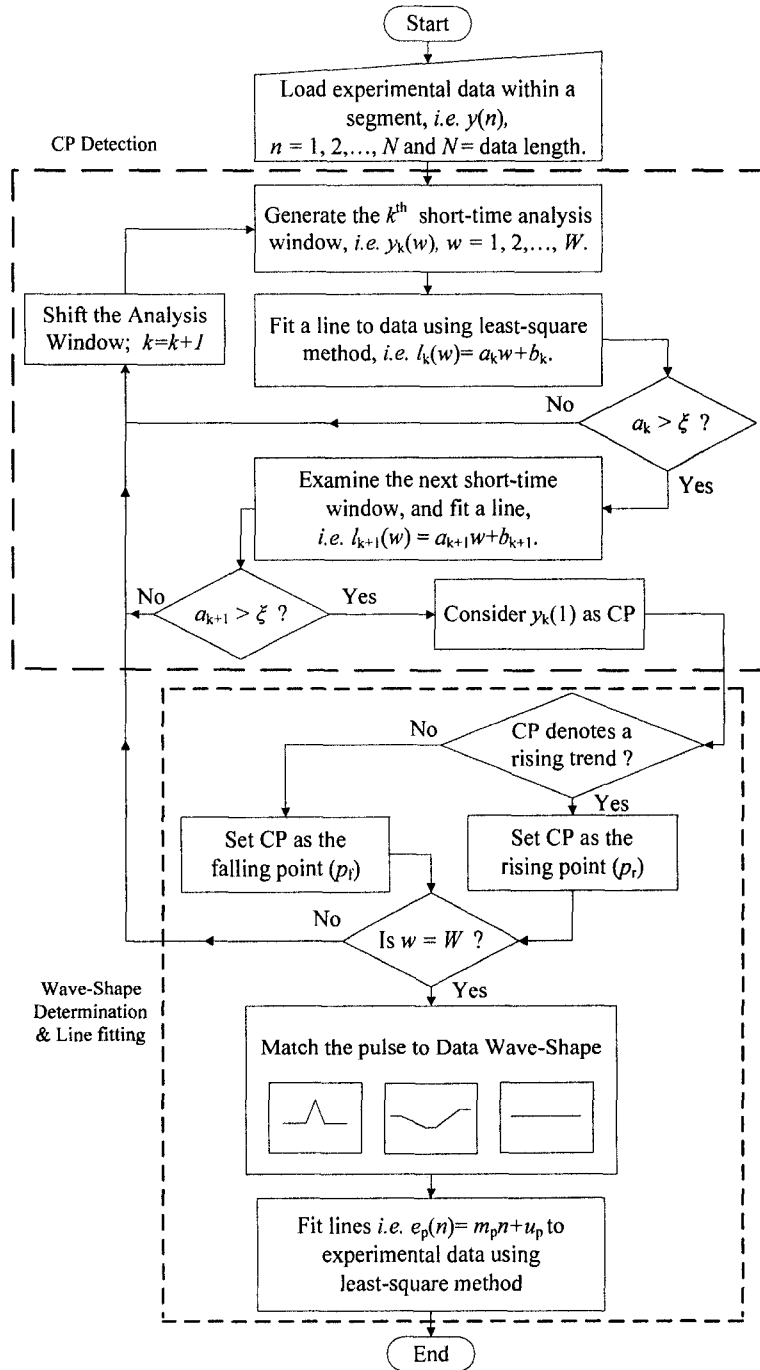 Start
Load experimental data within a
segment, i.e. y(n),
n = 1, 2,..., N and N= data length.
CP Detection
Generate the kth short-time analysis
window, i.e. yk(w), w = 1, 2,..., W.
Shift the Analysis
Window; k=k+1
Fit a line to data using least-square
method, i.e. lk(w)= akw+bk.
No
ak > ξ ?
Yes
Examine the next short-time
window, and fit a line,
i.e. lk+1(w) = ak+1w+bk+1.
No
ak+1 > ξ ?
Yes
Consider yk(1) as CP
No
CP denotes a
rising trend ?
Yes
Set CP as the
falling point (pf)
Set CP as the
rising point (pr)
No
Is w = W ?
Yes
Wave-Shape
Determination
& Line fitting
Match the pulse to Data Wave-Shape
Fit lines i.e. ep(n)= mpn+up to
experimental data using
least-square method
End